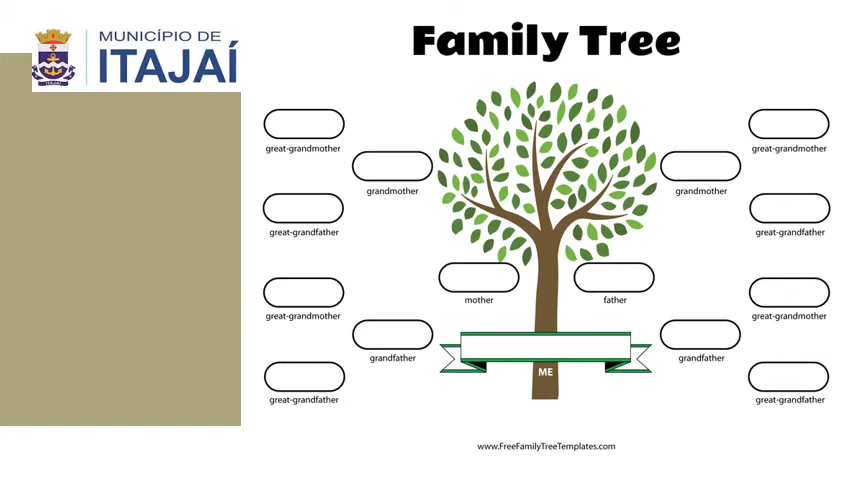 MUNICÍPIO DE
ITAJAÍ
ITAJAÍ
Family Tree
great-grandmother
great-grandmother
grandmother
grandmother
great-grandfather
great-grandfather
mother
father
great-grandmother
great-grandmother
grandfather
grandfather
ME
great-grandfather
great-grandfather
www.FreeFamilyTreeTemplates.com